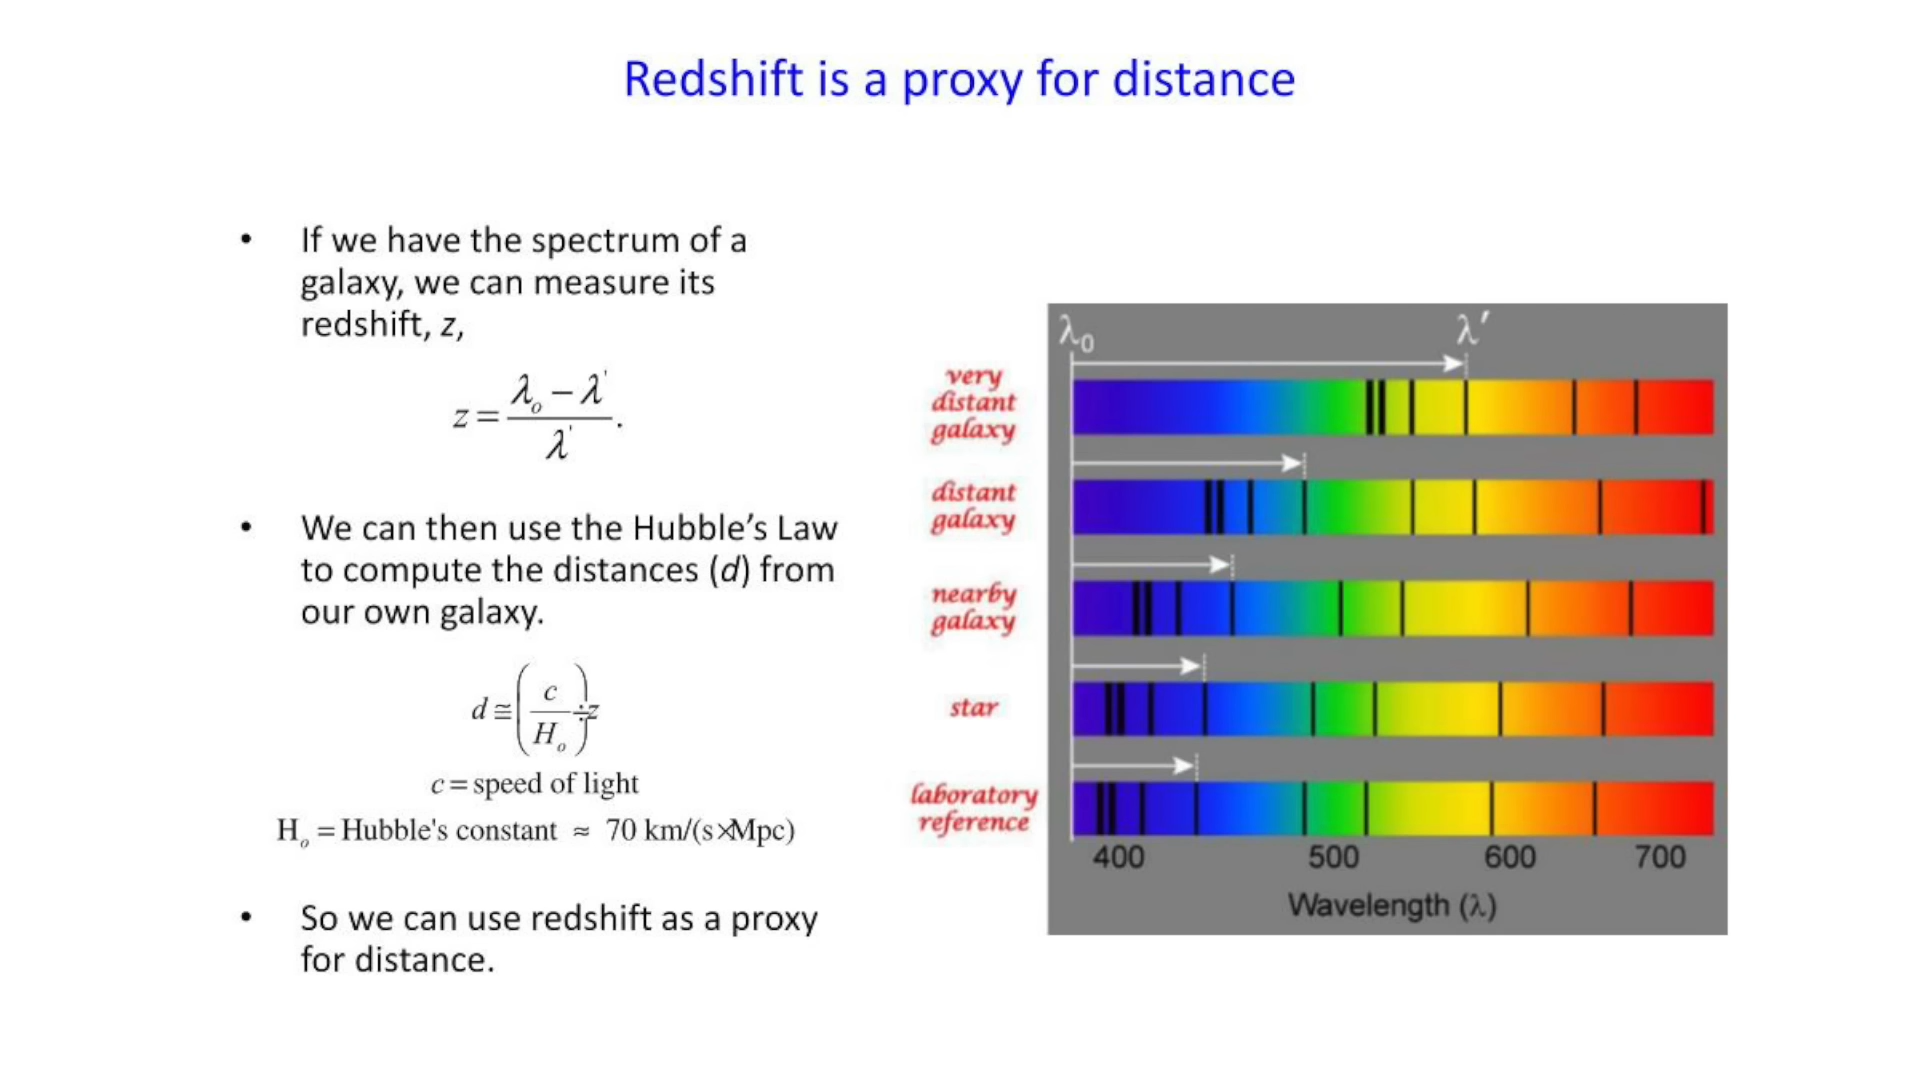 Redshift is a proxy for distance
• If we have the spectrum of a
galaxy, we can measure its
redshift, z,
z = (λₒ − λ') / λ' .
• We can then use the Hubble’s Law
to compute the distances (d) from
our own galaxy.
d ≅ (c / Hₒ) ÷ z
c = speed of light
Hₒ = Hubble's constant ≈ 70 km/(s×Mpc)
• So we can use redshift as a proxy
for distance.
λ₀ λ′
very
distant
galaxy
distant
galaxy
nearby
galaxy
star
laboratory
reference
400 500 600 700
Wavelength (λ)